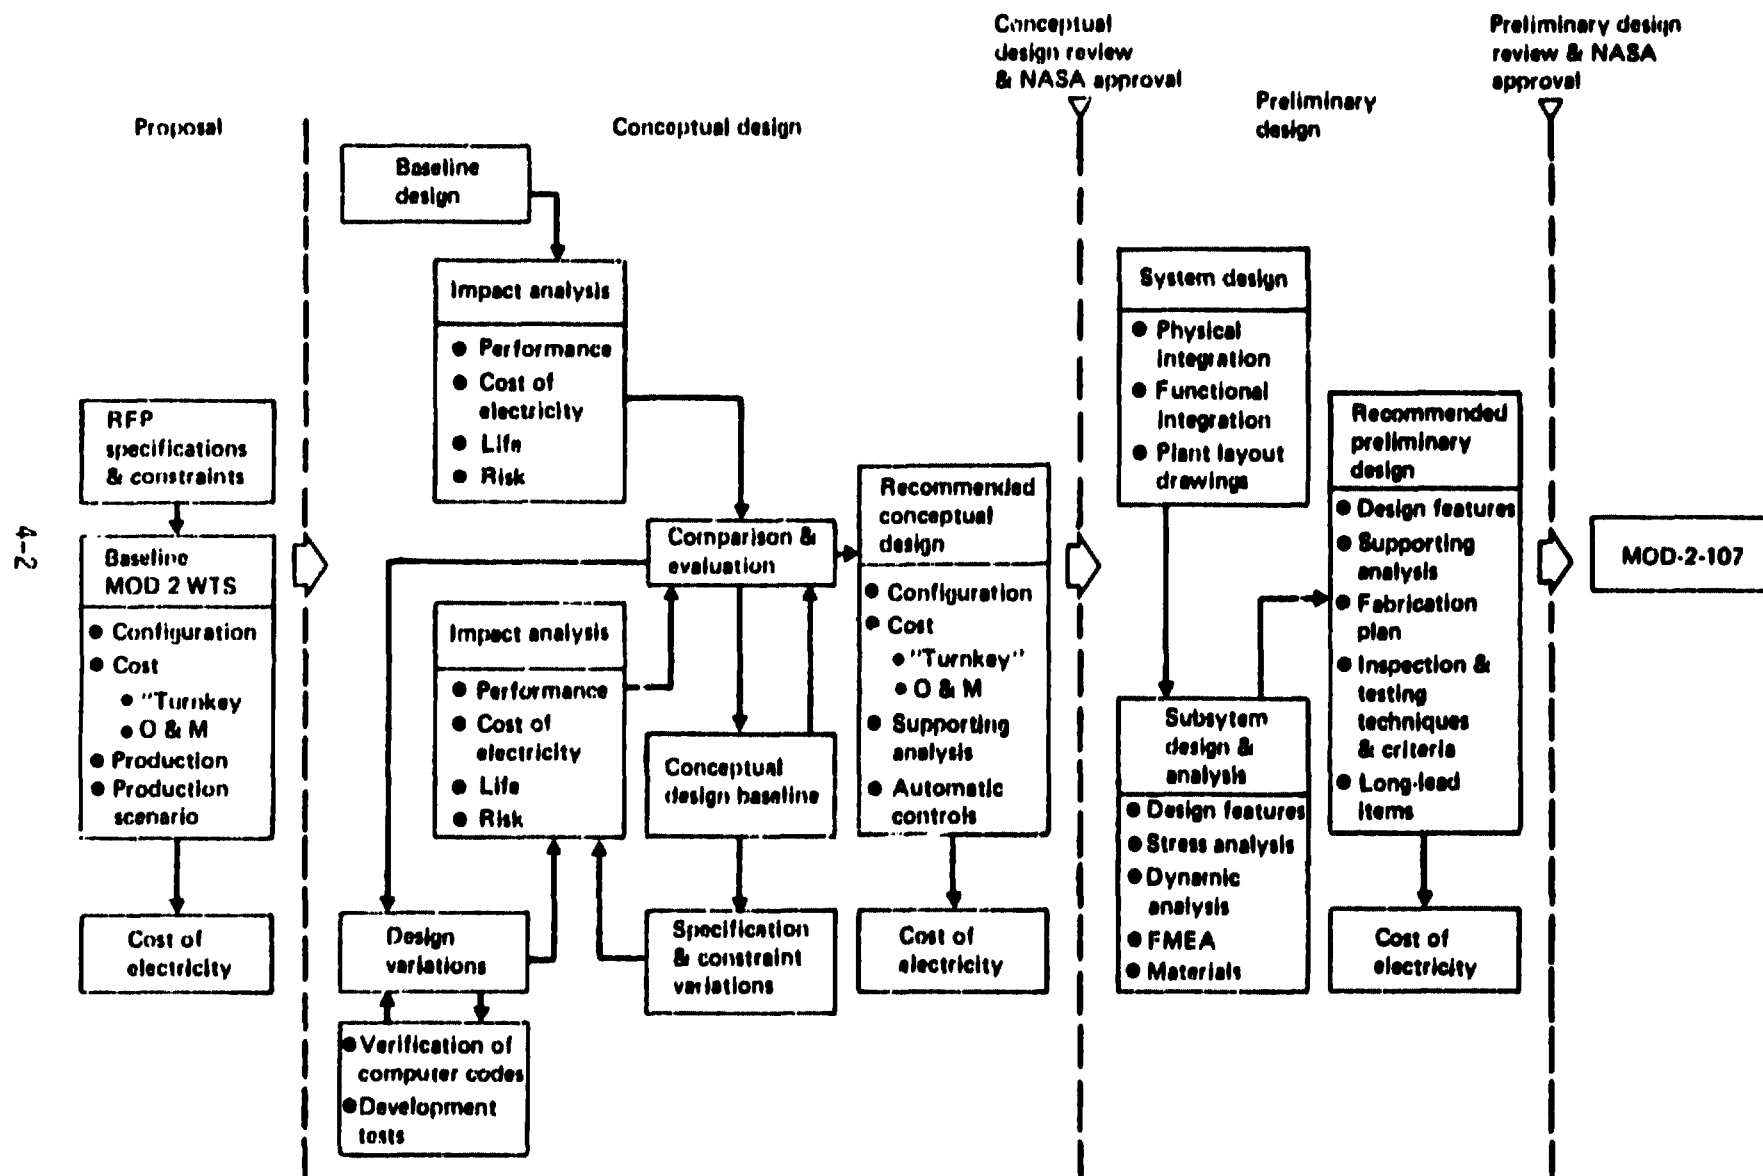 Conceptual
design review
& NASA approval
Preliminary design
review & NASA
approval
Proposal
Conceptual design
Preliminary
design
Baseline
design
Impact analysis
● Performance
● Cost of
electricity
● Life
● Risk
RFP
specifications
& constraints
Baseline
MOD 2 WTS
● Configuration
● Cost
● "Turnkey
● O & M
● Production
● Production
scenario
Cost of
electricity
Comparison &
evaluation
Impact analysis
● Performance
● Cost of
electricity
● Life
● Risk
Conceptual
design baseline
Design
variations
Specification
& constraint
variations
● Verification of
computer codes
● Development
tests
Recommended
conceptual
design
● Configuration
● Cost
● "Turnkey"
● O & M
● Supporting
analysis
● Automatic
controls
Cost of
electricity
System design
● Physical
integration
● Functional
integration
● Plant layout
drawings
Subsytem
design &
analysis
● Design features
● Stress analysis
● Dynamic
analysis
● FMEA
● Materials
Recommended
preliminary
design
● Design features
● Supporting
analysis
● Fabrication
plan
● Inspection &
testing
techniques
& criteria
● Long-lead
items
Cost of
electricity
MOD-2-107
4-2